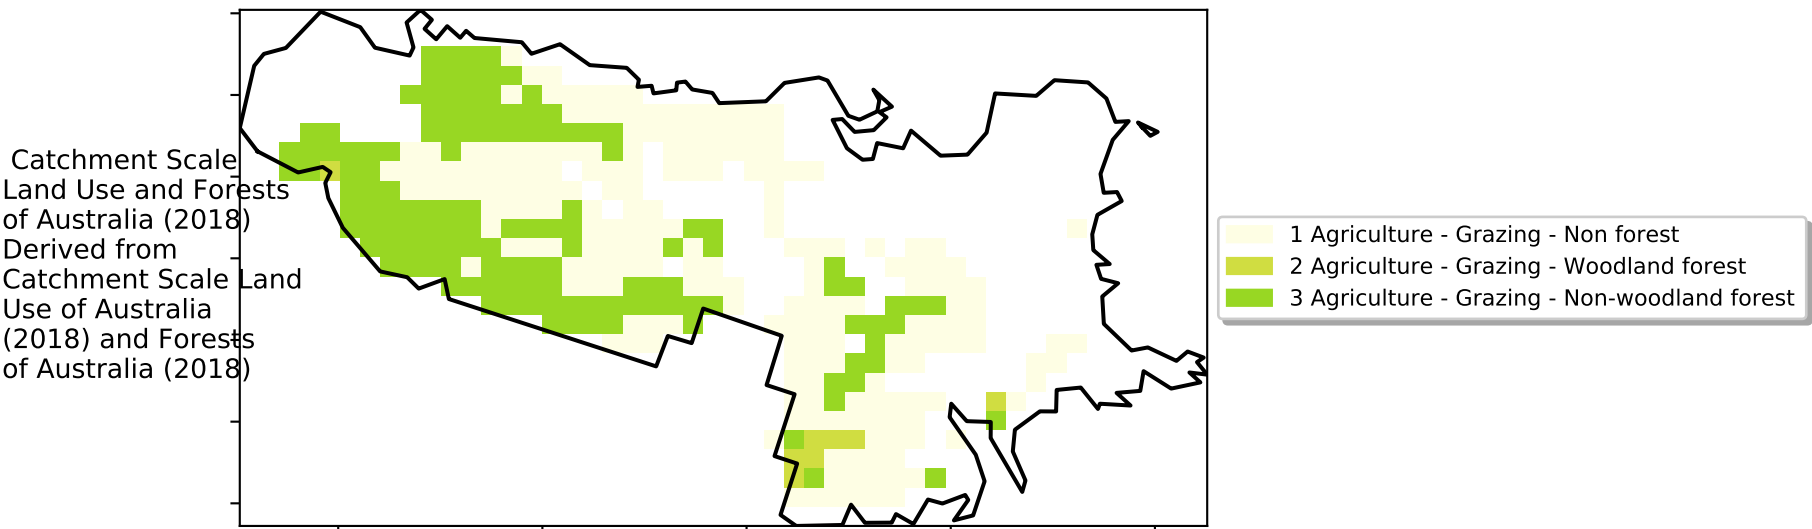 Catchment Scale
Land Use and Forests
of Australia (2018)
Derived from
Catchment Scale Land
Use of Australia
(2018) and Forests
of Australia (2018)
1 Agriculture - Grazing - Non forest
2 Agriculture - Grazing - Woodland forest
3 Agriculture - Grazing - Non-woodland forest